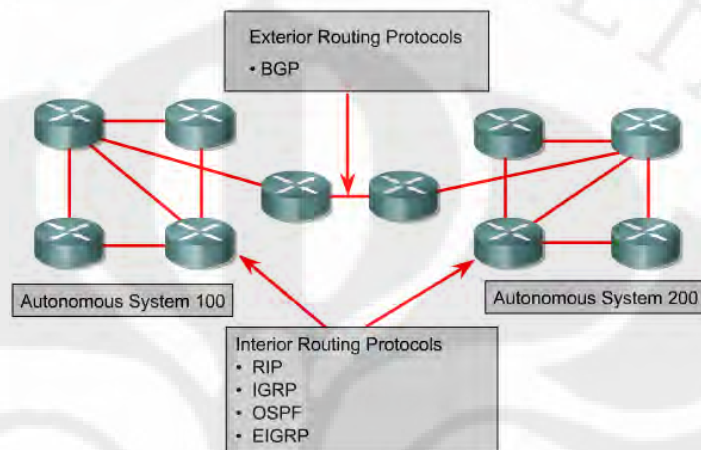 Exterior Routing Protocols
• BGP
Autonomous System 100
Autonomous System 200
Interior Routing Protocols
• RIP
• IGRP
• OSPF
• EIGRP